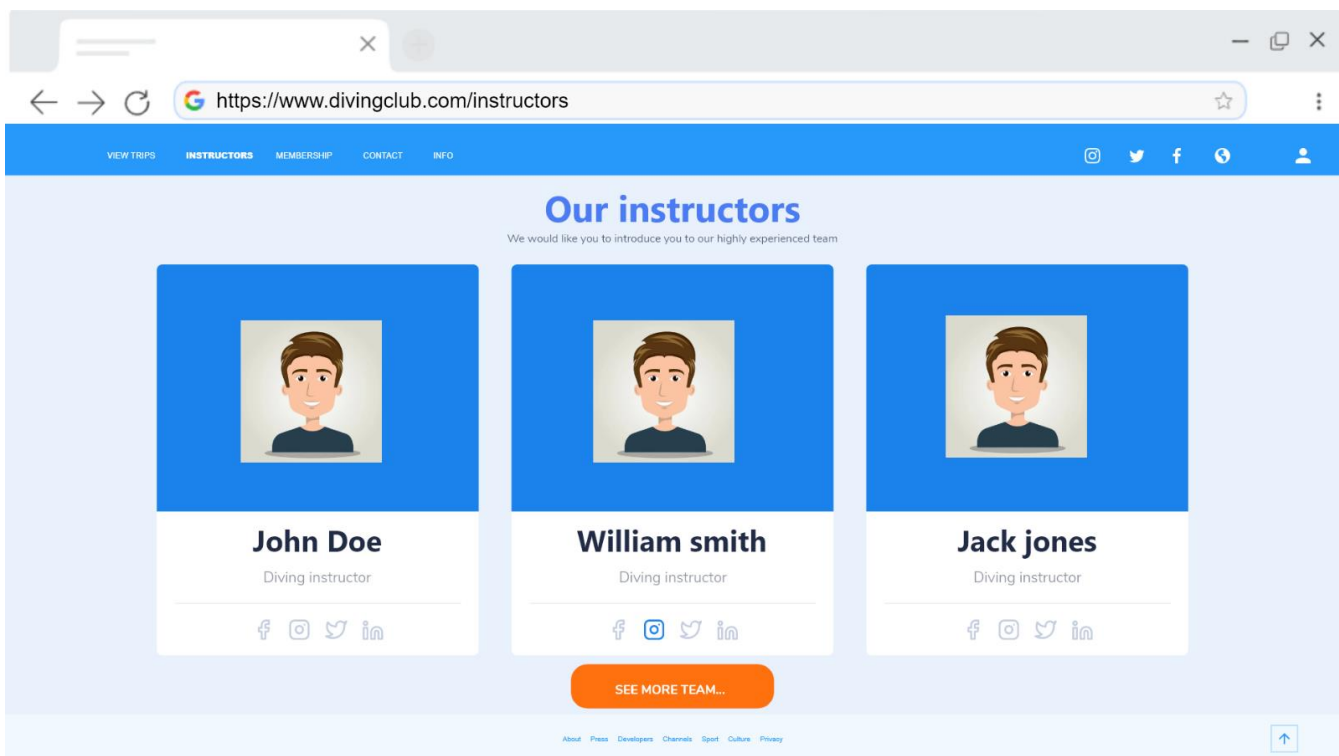 https://www.divingclub.com/instructors
VIEW TRIPS INSTRUCTORS MEMBERSHIP CONTACT INFO
Our instructors
We would like you to introduce you to our highly experienced team
John Doe
Diving instructor
William smith
Diving instructor
Jack jones
Diving instructor
SEE MORE TEAM...
About Press Developers Channels Sport Culture Privacy